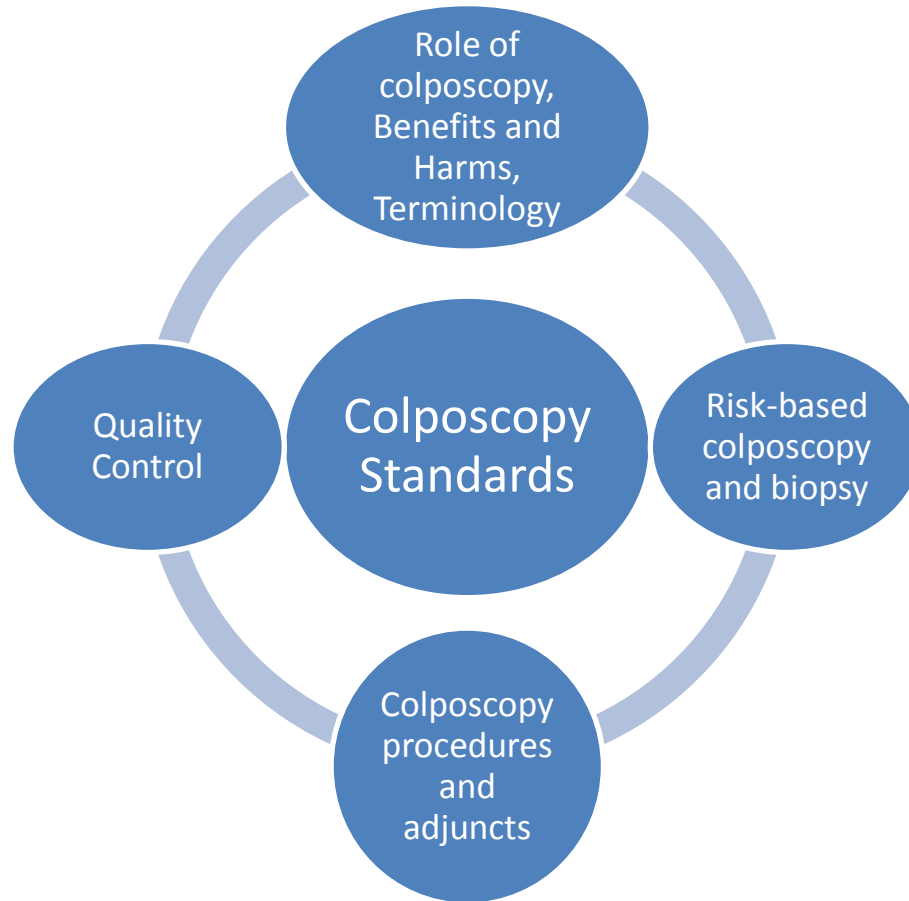 Role of
colposcopy,
Benefits and
Harms,
Terminology
Quality
Control
Colposcopy
Standards
Risk-based
colposcopy
and biopsy
Colposcopy
procedures
and
adjuncts